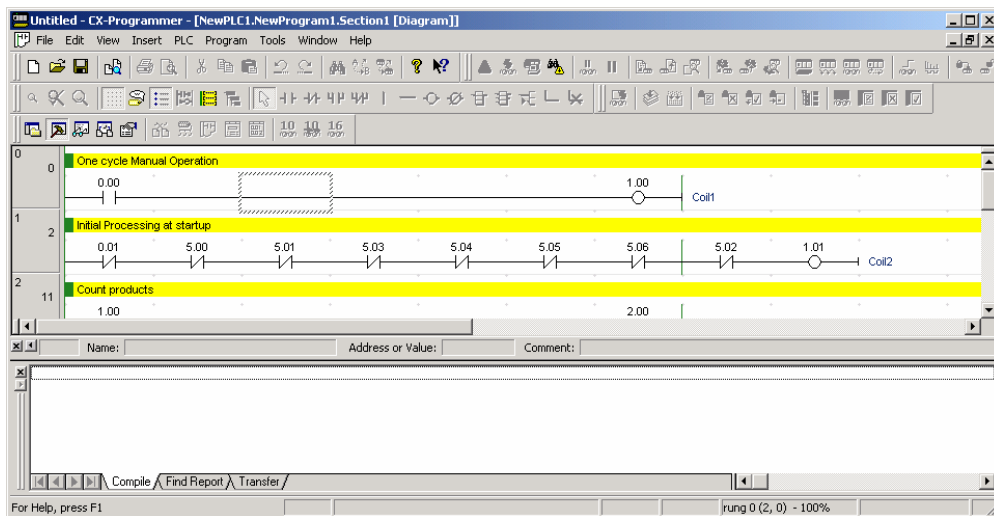 Untitled - CX-Programmer - [NewPLC1.NewProgram1.Section1 [Diagram]]
File Edit View Insert PLC Program Tools Window Help
10 10 16
0 0 One cycle Manual Operation
0.00 1.00
Coil1
1 2 Initial Processing at startup
0.01 5.00 5.01 5.03 5.04 5.05 5.06 5.02 1.01
Coil2
2 11 Count products
1.00 2.00
Name: Address or Value: Comment:
Compile Find Report Transfer
For Help, press F1 rung 0 (2, 0) - 100%